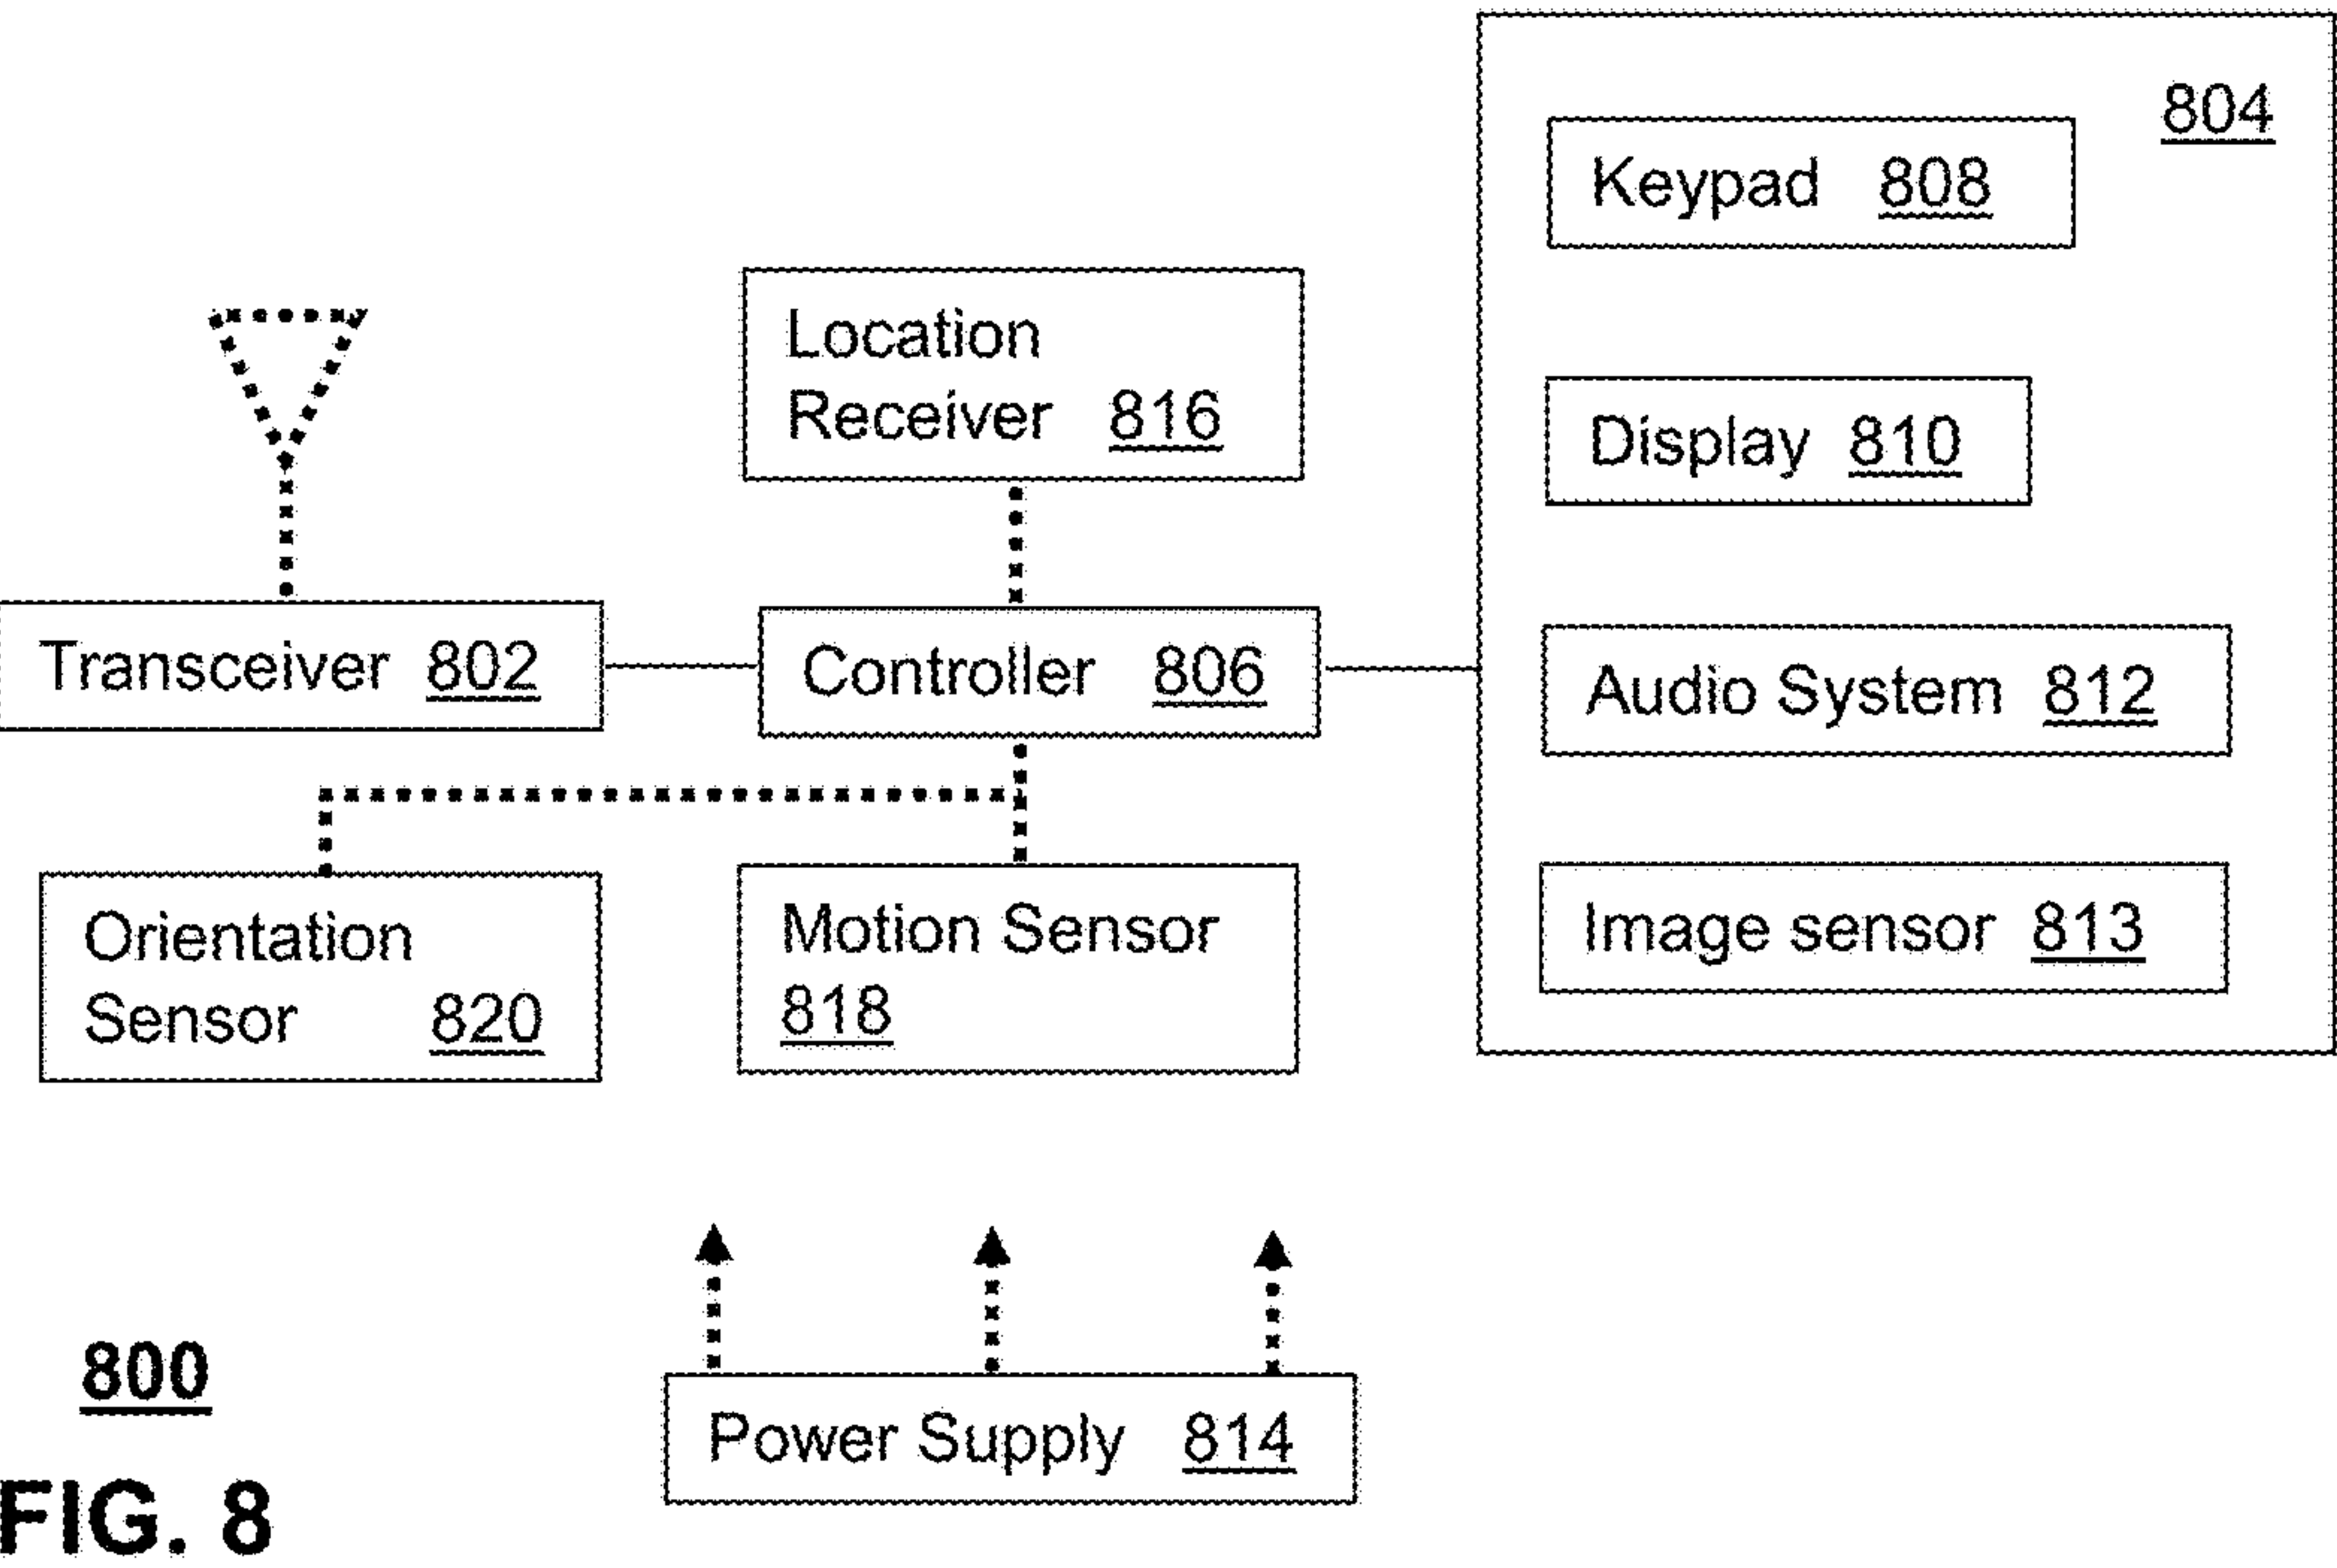 804
Keypad 808
Location
Receiver 816
Display 810
Transceiver 802
Controller 806
Audio System 812
Orientation
Sensor 820
Motion Sensor
818
Image sensor 813
800
Power Supply 814
FIG. 8